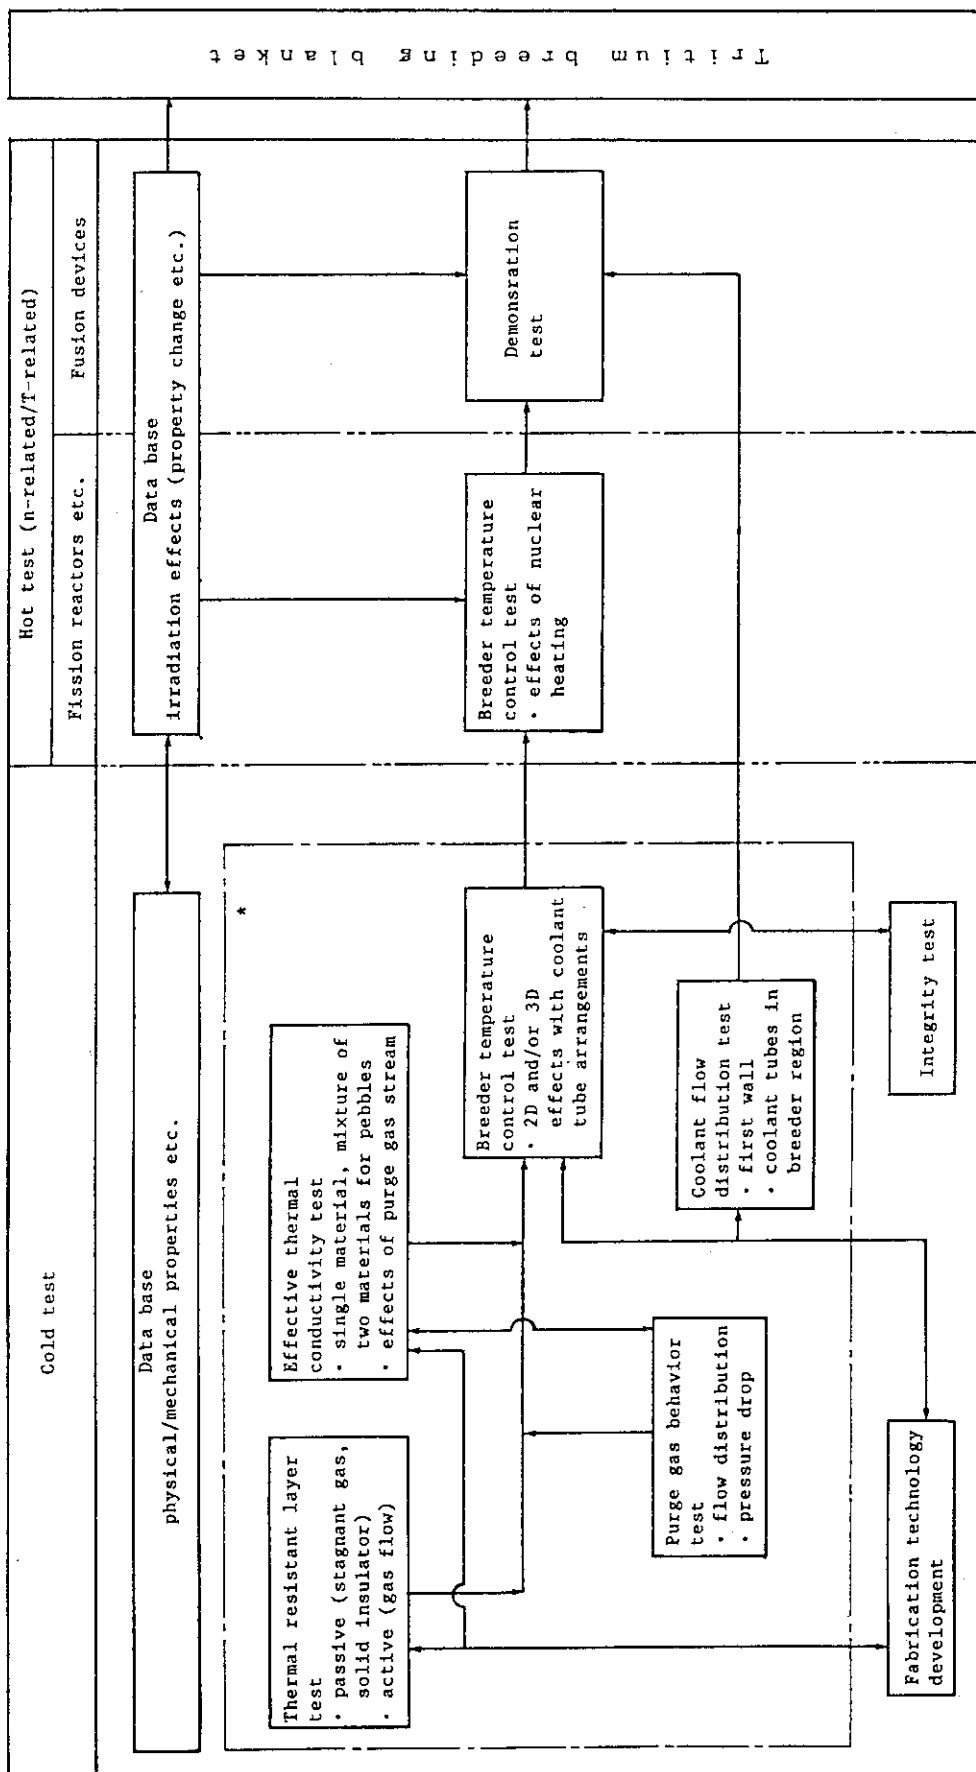 Cold test
Hot test (n-related/T-related)
Fission reactors etc.
Fusion devices
Data base
physical/mechanical properties etc.
Data base
irradiation effects (property change etc.)
*
Thermal resistant layer
test
• passive (stagnant gas,
solid insulator)
• active (gas flow)
Effective thermal
conductivity test
• single material, mixture of
two materials for pebbles
• effects of purge gas stream
Breeder temperature
control test
• 2D and/or 3D
effects with coolant
tube arrangements
Breeder temperature
control test
• effects of nuclear
heating
Demonsration
test
Purge gas behavior
test
• flow distribution
• pressure drop
Coolant flow
distribution test
• first wall
• coolant tubes in
breeder region
Fabrication technology
development
Integrity test
Tritium breeding blanket